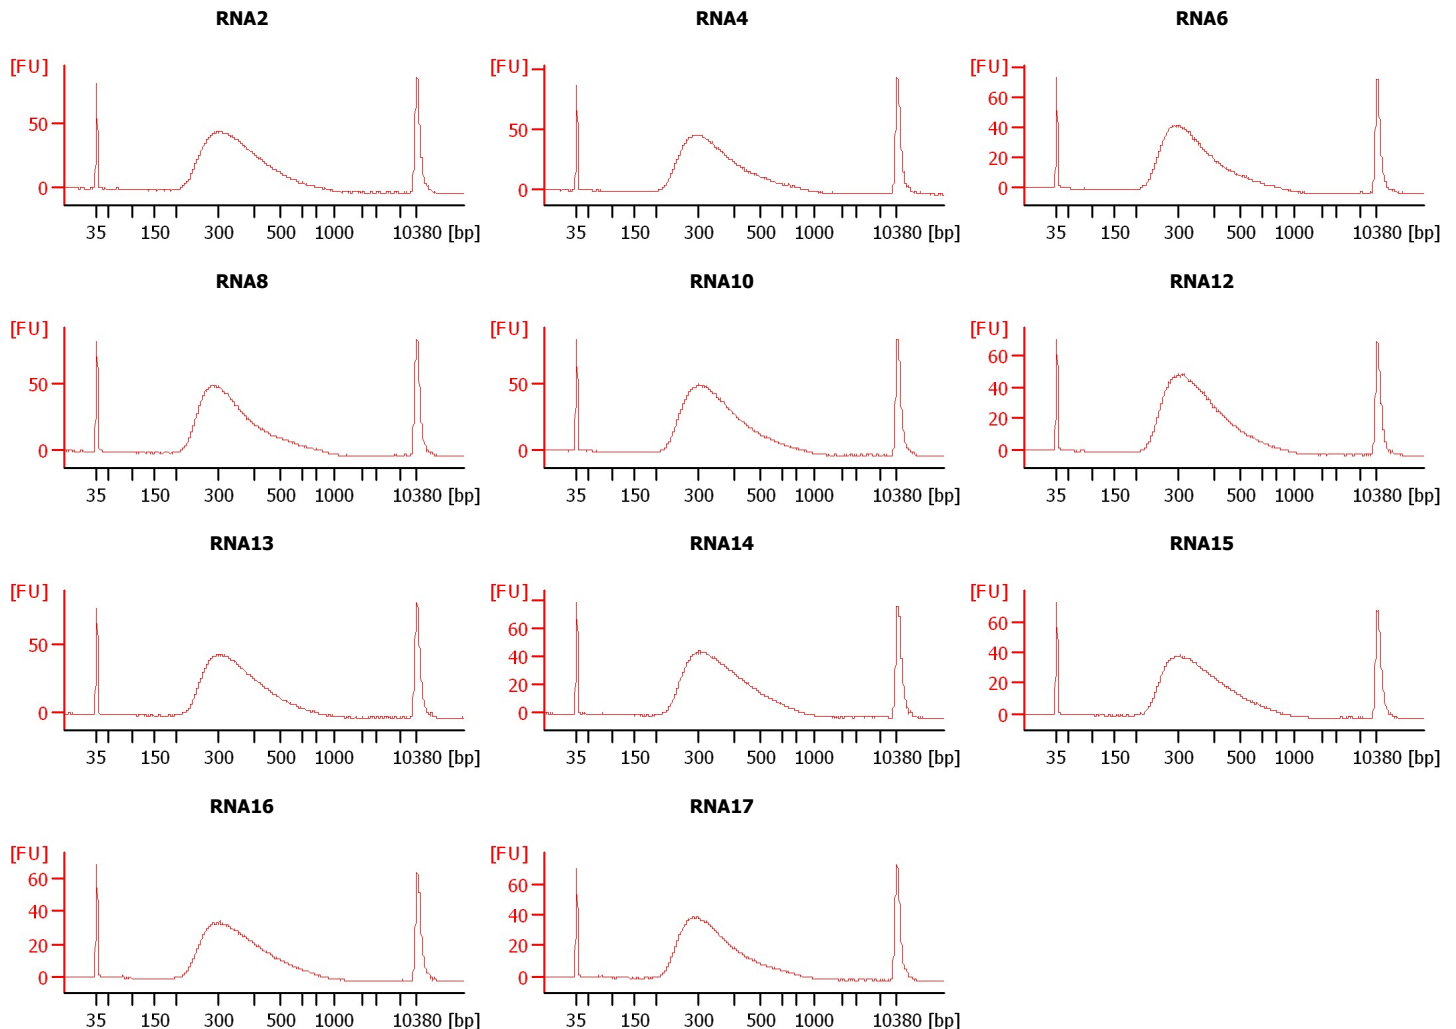 RNA2 RNA4 RNA6
[FU] [FU] [FU]
50 0 50 0 60 40 20 0
35 150 300 500 1000 10380 [bp] 35 150 300 500 1000 10380 [bp] 35 150 300 500 1000 10380 [bp]
RNA8 RNA10 RNA12
[FU] [FU] [FU]
50 0 50 0 60 40 20 0
35 150 300 500 1000 10380 [bp] 35 150 300 500 1000 10380 [bp] 35 150 300 500 1000 10380 [bp]
RNA13 RNA14 RNA15
[FU] [FU] [FU]
50 0 60 40 20 0 60 40 20 0
35 150 300 500 1000 10380 [bp] 35 150 300 500 1000 10380 [bp] 35 150 300 500 1000 10380 [bp]
RNA16 RNA17
[FU] [FU]
60 40 20 0 60 40 20 0
35 150 300 500 1000 10380 [bp] 35 150 300 500 1000 10380 [bp]